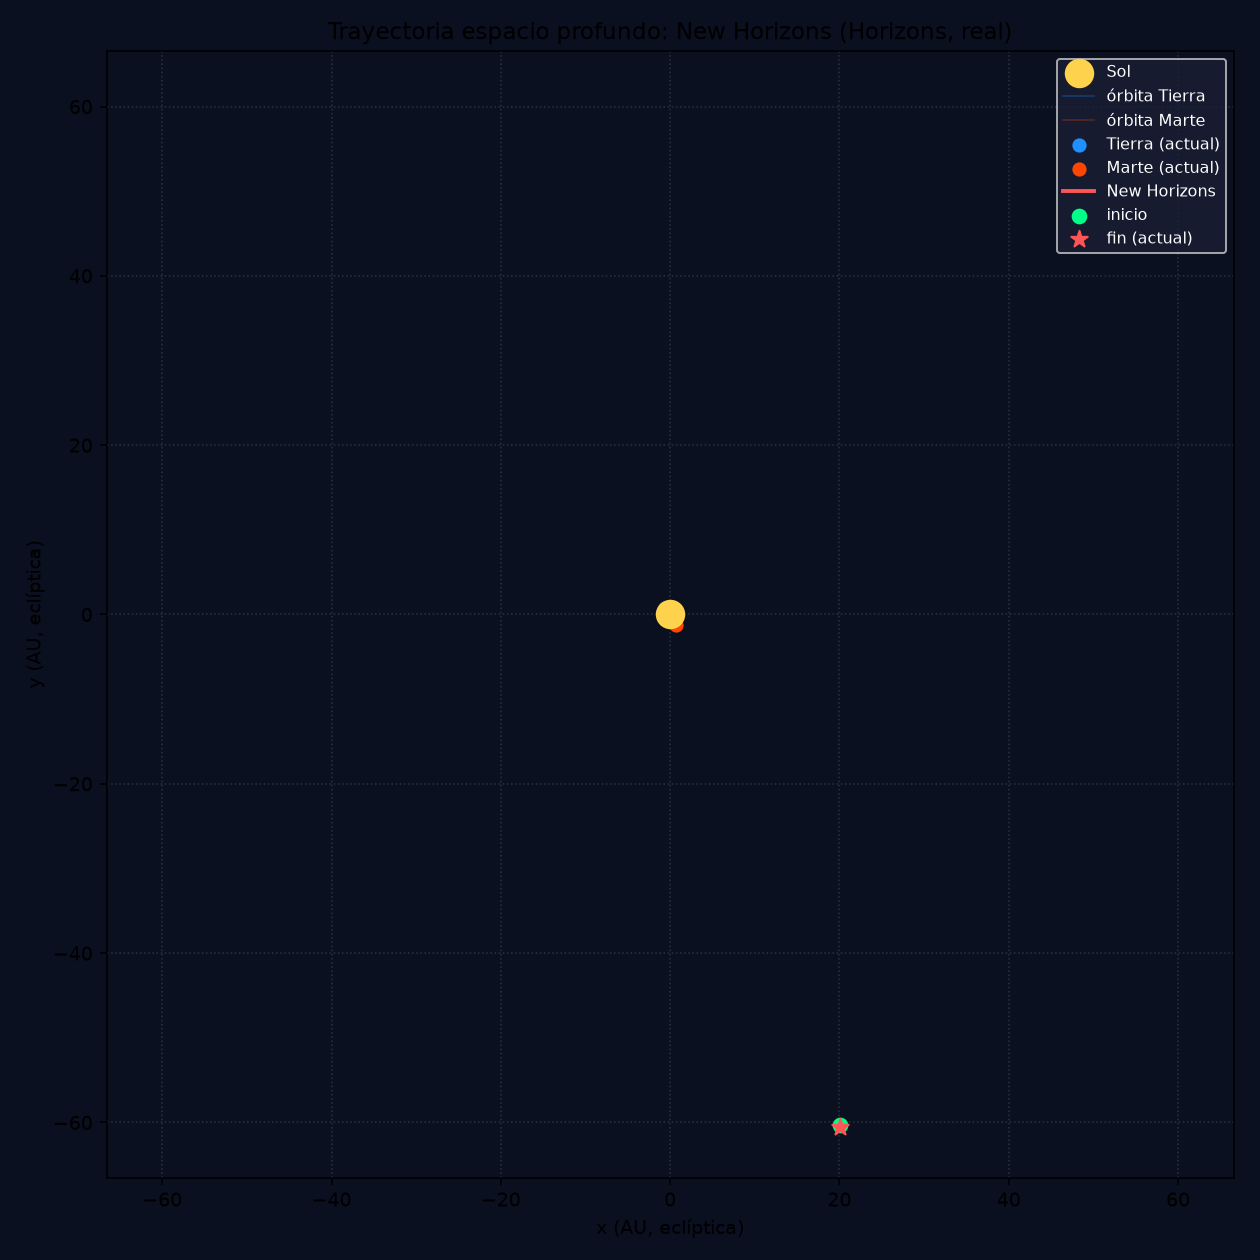 Trayectoria espacio profundo: New Horizons (Horizons, real)
Sol
órbita Tierra
órbita Marte
Tierra (actual)
Marte (actual)
New Horizons
inicio
fin (actual)
y (AU, eclíptica)
60
40
20
0
−20
−40
−60
−60
−40
−20
0
20
40
60
x (AU, eclíptica)